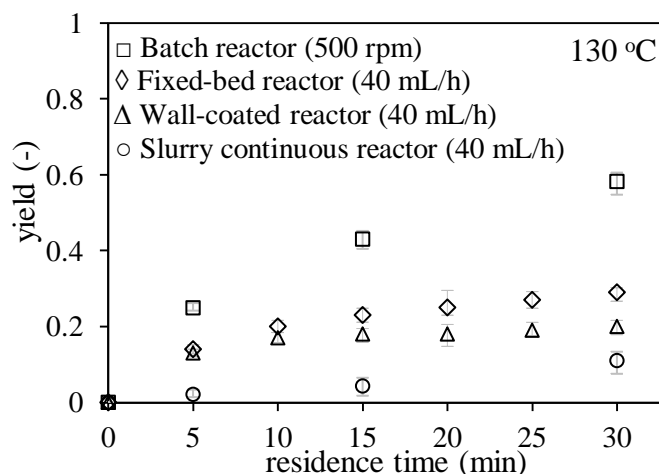 1
□ Batch reactor (500 rpm)
130 °C
◇ Fixed-bed reactor (40 mL/h)
0.8
△ Wall-coated reactor (40 mL/h)
○ Slurry continuous reactor (40 mL/h)
0.6
yield (-)
0.4
0.2
0
0 5 10 15 20 25 30
residence time (min)